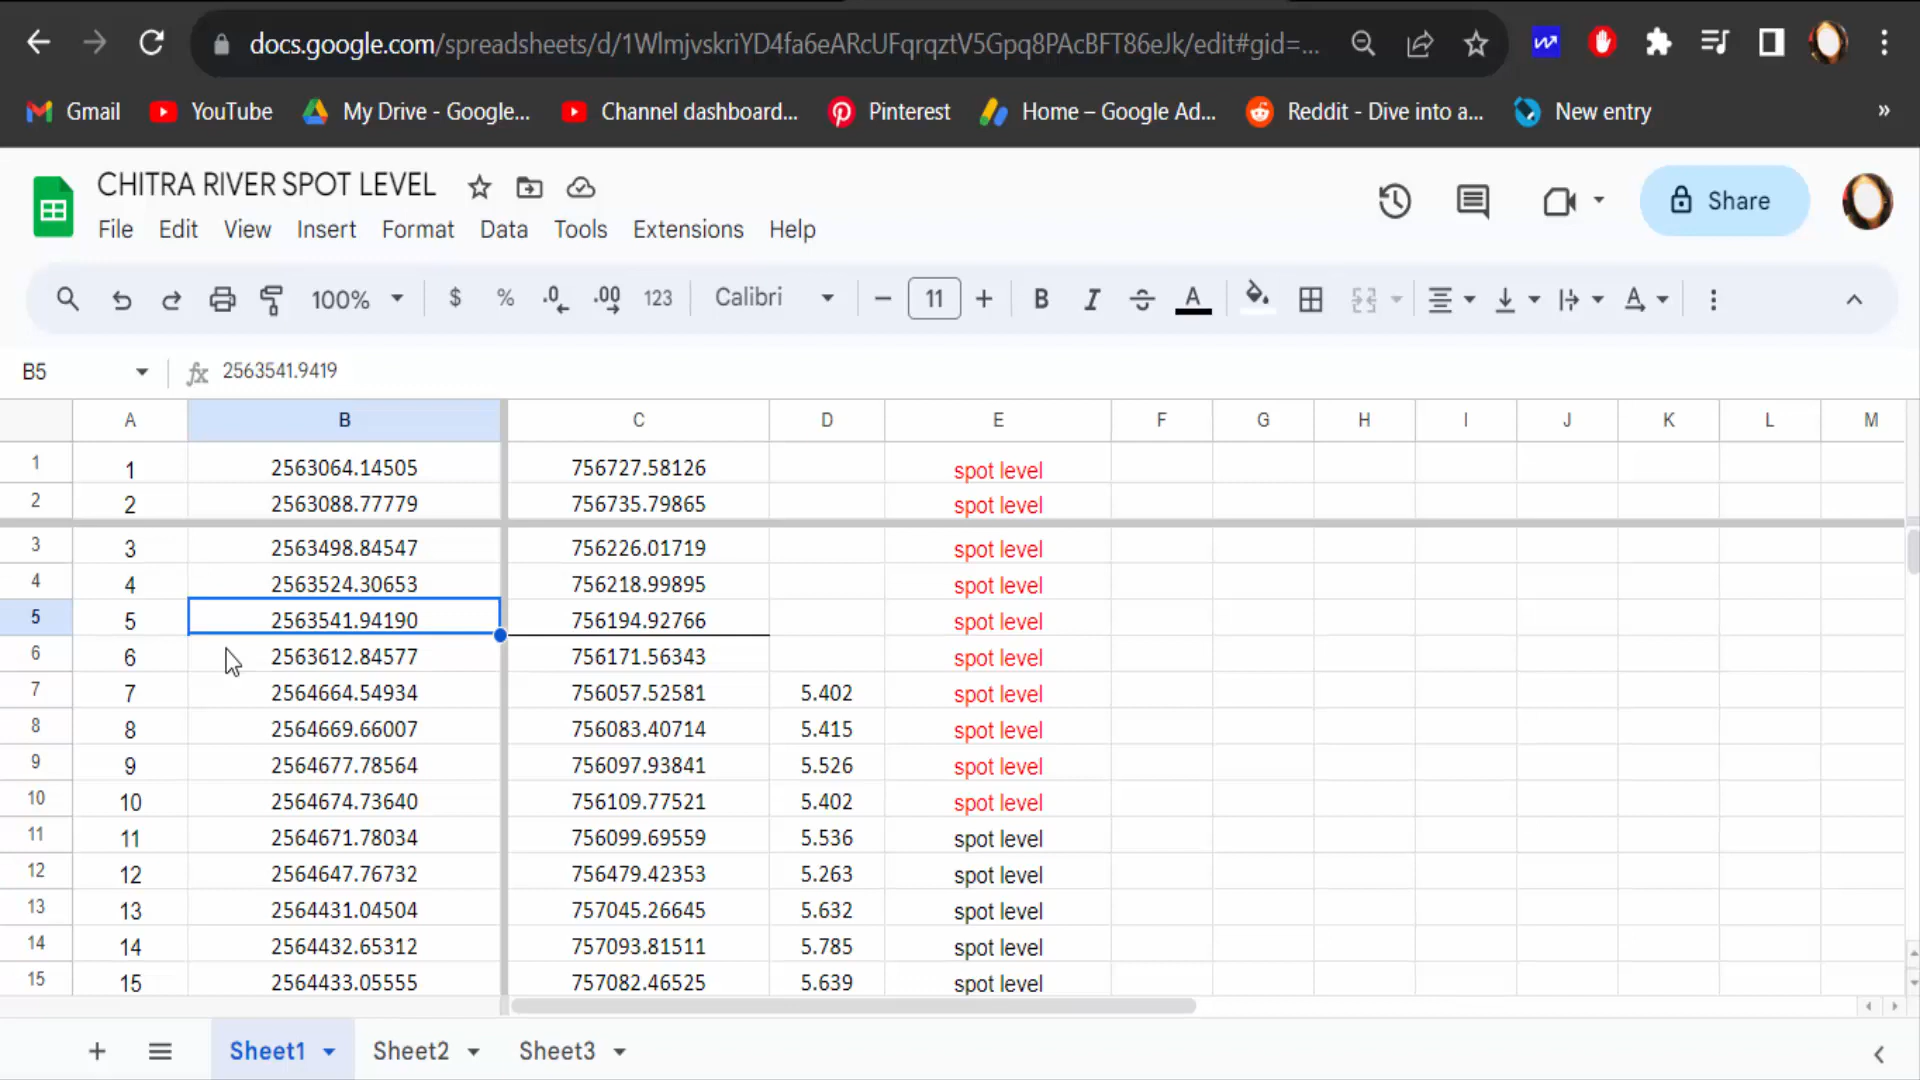 docs.google.com/spreadsheets/d/1WlmjvskriYD4fa6eARcUFqrqztV5Gpq8PAcBFT86eJk/edit#gid=...
Gmail YouTube My Drive - Google... Channel dashboard... Pinterest Home – Google Ad... Reddit - Dive into a... New entry »
CHITRA RIVER SPOT LEVEL
Share
File Edit View Insert Format Data Tools Extensions Help
100% $ % .0 .00 123 Calibri 11 B I A
B5 fx 2563541.9419
A B C D E F G H I J K L M
1 1 2563064.14505 756727.58126 spot level
2 2 2563088.77779 756735.79865 spot level
3 3 2563498.84547 756226.01719 spot level
4 4 2563524.30653 756218.99895 spot level
5 5 2563541.94190 756194.92766 spot level
6 6 2563612.84577 756171.56343 spot level
7 7 2564664.54934 756057.52581 5.402 spot level
8 8 2564669.66007 756083.40714 5.415 spot level
9 9 2564677.78564 756097.93841 5.526 spot level
10 10 2564674.73640 756109.77521 5.402 spot level
11 11 2564671.78034 756099.69559 5.536 spot level
12 12 2564647.76732 756479.42353 5.263 spot level
13 13 2564431.04504 757045.26645 5.632 spot level
14 14 2564432.65312 757093.81511 5.785 spot level
15 15 2564433.05555 757082.46525 5.639 spot level
Sheet1 Sheet2 Sheet3